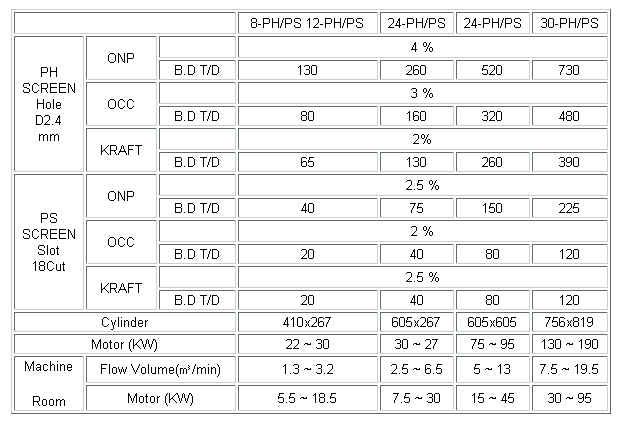 8-PH/PS 12-PH/PS 24-PH/PS 24-PH/PS 30-PH/PS
PH SCREEN Hole D2.4 mm
ONP
4 %
B.D T/D 130 260 520 730
OCC
3 %
B.D T/D 80 160 320 480
KRAFT
2%
B.D T/D 65 130 260 390
PS SCREEN Slot 18Cut
ONP
2.5 %
B.D T/D 40 75 150 225
OCC
2 %
B.D T/D 20 40 80 120
KRAFT
2.5 %
B.D T/D 20 40 80 120
Cylinder 410x267 605x267 605x605 756x819
Motor (KW) 22 ~ 30 30 ~ 27 75 ~ 95 130 ~ 190
Machine Room
Flow Volume(㎥/min) 1.3 ~ 3.2 2.5 ~ 6.5 5 ~ 13 7.5 ~ 19.5
Motor (KW) 5.5 ~ 18.5 7.5 ~ 30 15 ~ 45 30 ~ 95